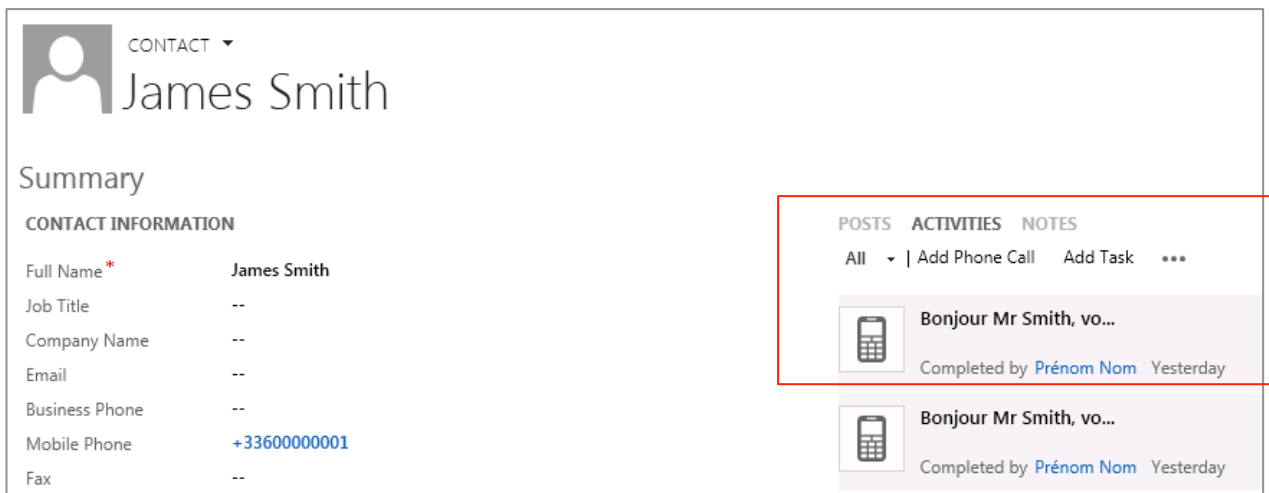 CONTACT
James Smith
Summary
CONTACT INFORMATION
Full Name* James Smith
Job Title --
Company Name --
Email --
Business Phone --
Mobile Phone +33600000001
Fax --
POSTS ACTIVITIES NOTES
All | Add Phone Call Add Task •••
Bonjour Mr Smith, vo...
Completed by Prénom Nom Yesterday
Bonjour Mr Smith, vo...
Completed by Prénom Nom Yesterday